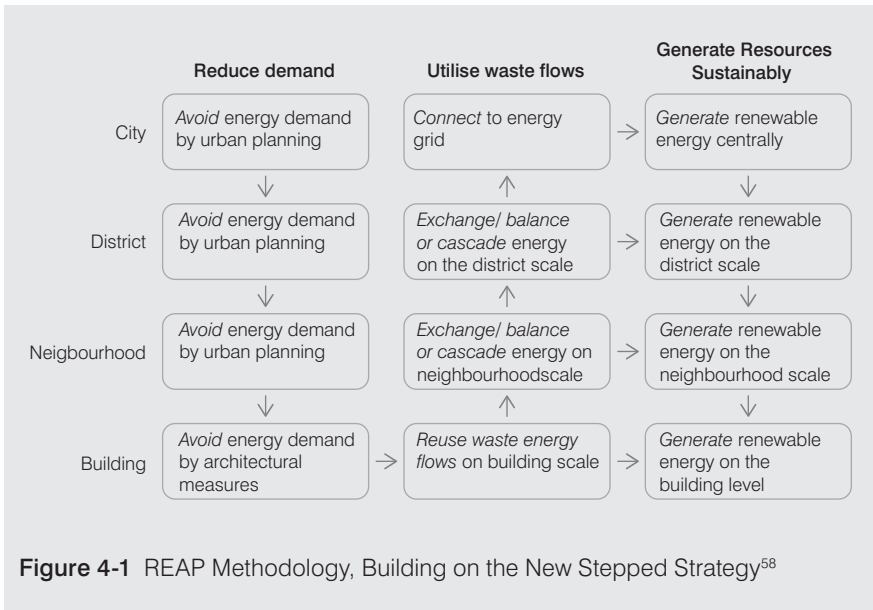 Reduce demand
Utilise waste flows
Generate Resources
Sustainably
City
Avoid energy demand
by urban planning
Connect to energy
grid
Generate renewable
energy centrally
District
Avoid energy demand
by urban planning
Exchange/ balance
or cascade energy
on the district scale
Generate renewable
energy on the
district scale
Neigbourhood
Avoid energy demand
by urban planning
Exchange/ balance
or cascade energy on
neighbourhoodscale
Generate renewable
energy on the
neighbourhood scale
Building
Avoid energy demand
by architectural
measures
Reuse waste energy
flows on building scale
Generate renewable
energy on the
building level
Figure 4-1 REAP Methodology, Building on the New Stepped Strategy58